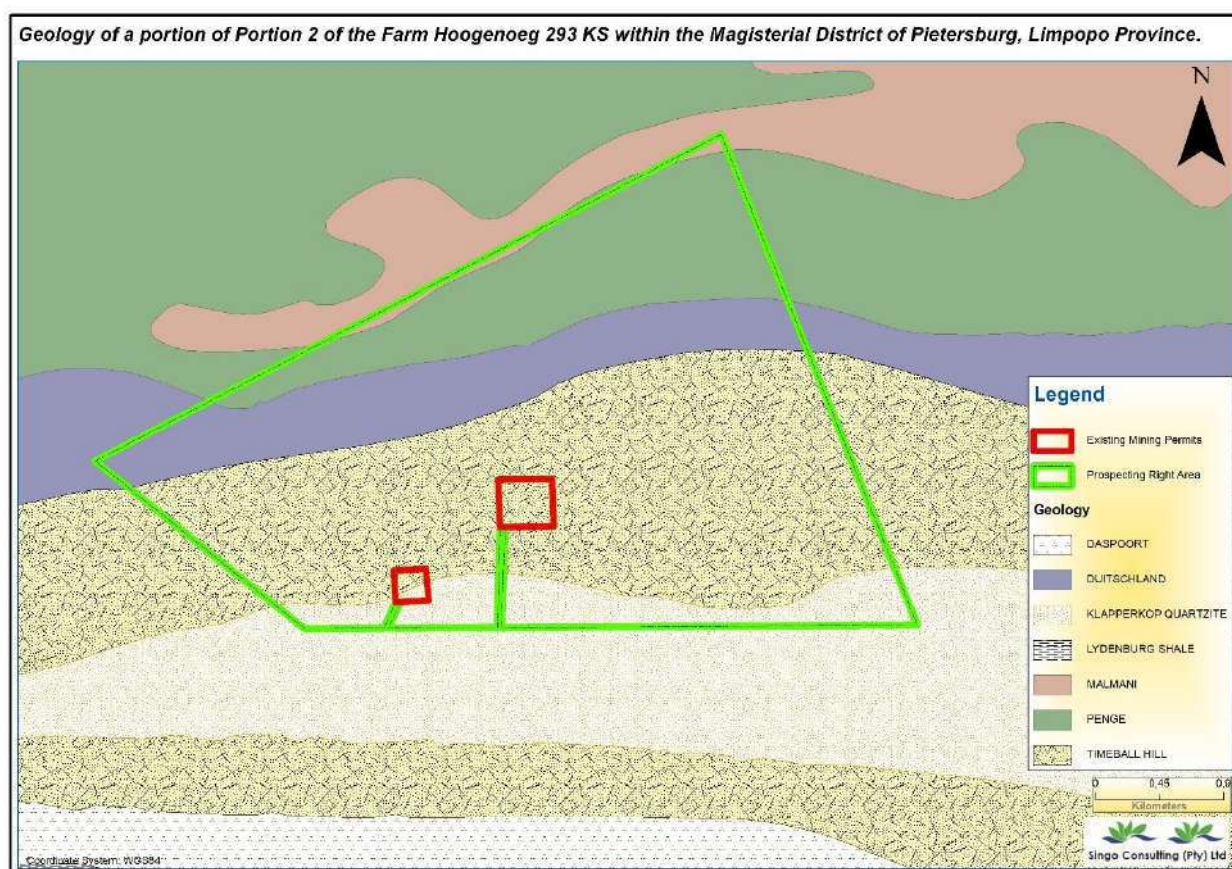 Geology of a portion of Portion 2 of the Farm Hoogenoeg 293 KS within the Magisterial District of Pietersburg, Limpopo Province.
N
Legend
Existing Mining Permits
Prospecting Right Area
Geology
DASPOORT
DUITSCHLAND
KLAPPERKOP QUARTZITE
LYDENBURG SHALE
MALMANI
PENGE
TIMEBALL HILL
0 0,45 0,9
Kilometers
Coordinate System: WGS84
Singo Consulting (Pty) Ltd